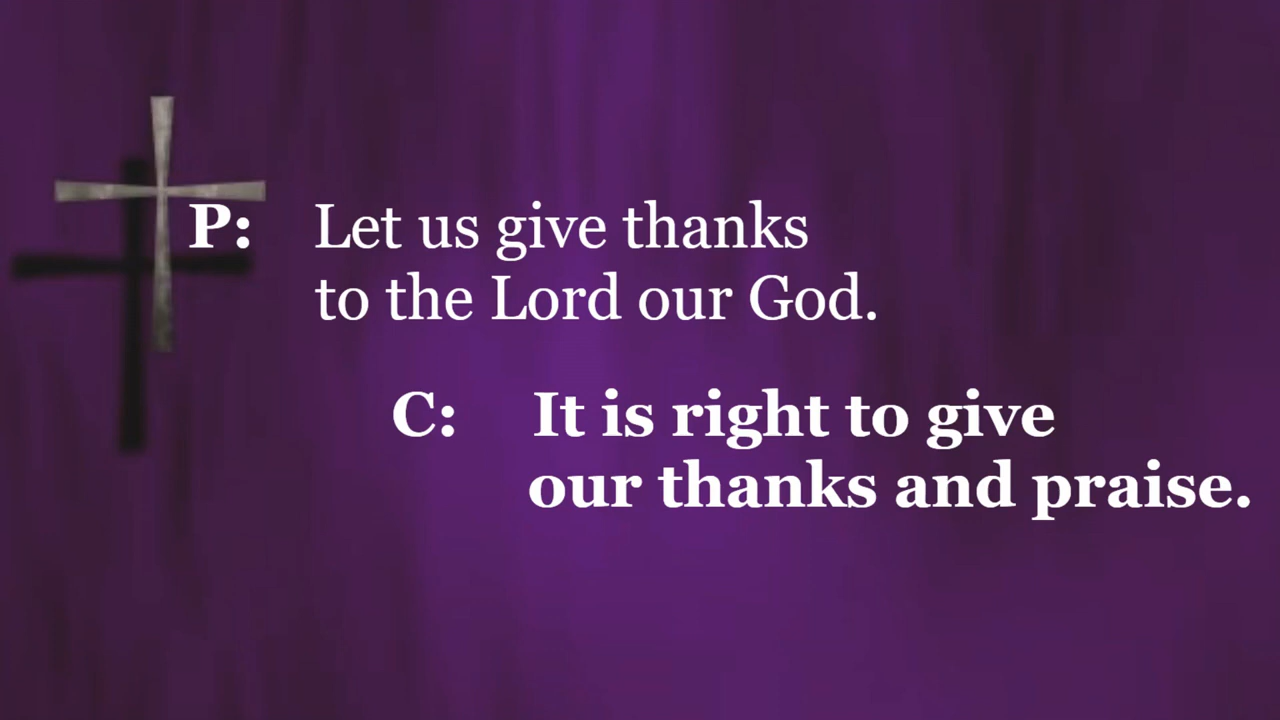 P: Let us give thanks
to the Lord our God.
C: It is right to give
our thanks and praise.